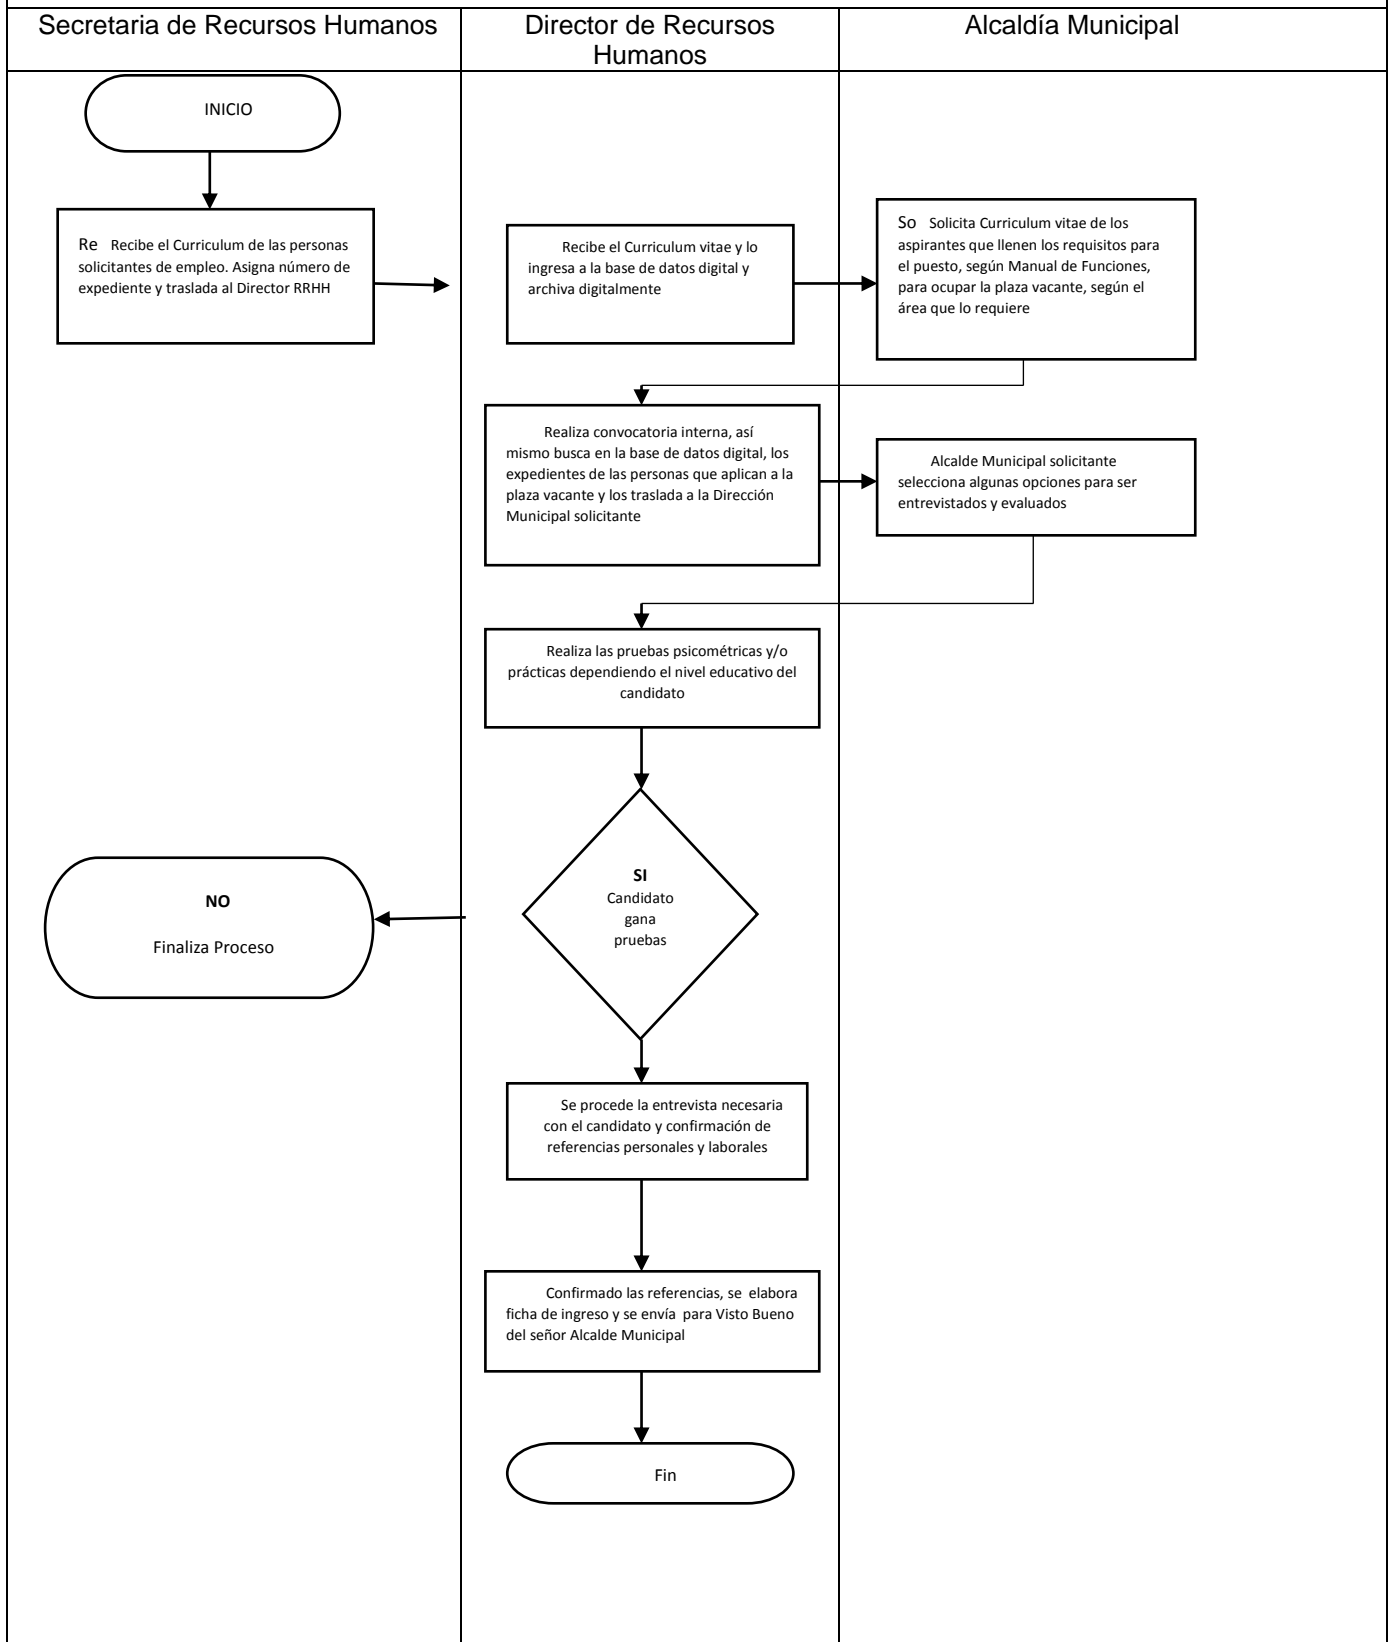 Secretaria de Recursos Humanos
Director de Recursos
Humanos
Alcaldía Municipal
INICIO
Re Recibe el Curriculum de las personas
solicitantes de empleo. Asigna número de
expediente y traslada al Director RRHH
Recibe el Curriculum vitae y lo
ingresa a la base de datos digital y
archiva digitalmente
So Solicita Curriculum vitae de los
aspirantes que llenen los requisitos para
el puesto, según Manual de Funciones,
para ocupar la plaza vacante, según el
área que lo requiere
Realiza convocatoria interna, así
mismo busca en la base de datos digital, los
expedientes de las personas que aplican a la
plaza vacante y los traslada a la Dirección
Municipal solicitante
Alcalde Municipal solicitante
selecciona algunas opciones para ser
entrevistados y evaluados
Realiza las pruebas psicométricas y/o
prácticas dependiendo el nivel educativo del
candidato
SI
Candidato
gana
pruebas
NO
Finaliza Proceso
Se procede la entrevista necesaria
con el candidato y confirmación de
referencias personales y laborales
Confirmado las referencias, se elabora
ficha de ingreso y se envía para Visto Bueno
del señor Alcalde Municipal
Fin